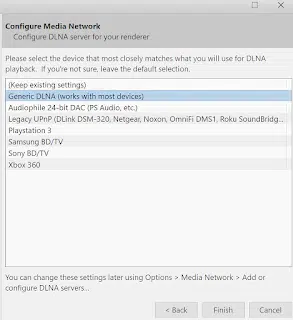 Configure Media Network
Configure DLNA server for your renderer
Please select the device that most closely matches what you will use for DLNA
playback. If you're not sure, leave the default selection.
(Keep existing settings)
Generic DLNA (works with most devices)
Audiophile 24-bit DAC (PS Audio, etc.)
Legacy UPnP (DLink DSM-320, Netgear, Noxon, OmniFi DMS1, Roku SoundBridg...
Playstation 3
Samsung BD/TV
Sony BD/TV
Xbox 360
You can change these settings later using Options > Media Network > Add or
configure DLNA servers...
< Back
Finish
Cancel